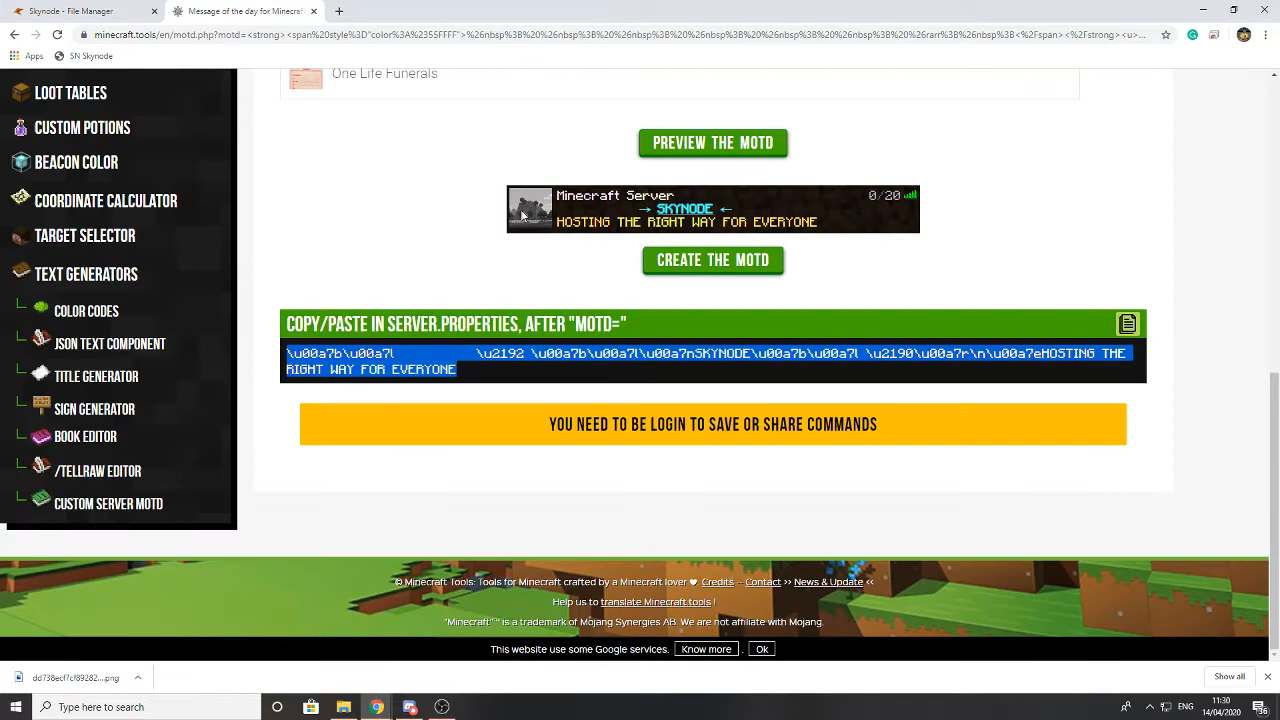 Skynode - File Manager
Message of the day for Minecraf
minecraft.tools/en/motd.php?motd=<strong><span%20style%3D"color%3D355FFFF">%26nbsp%3B%20%26nbsp%3B%20%26nbsp%3B%20%26nbsp%3B%20%26nbsp%3B%20%26rarr%3B%26nbsp%3B<%2Fspan><%2Fstrong><u...
Apps
SN Skynode
LOOT TABLES
CUSTOM POTIONS
BEACON COLOR
COORDINATE CALCULATOR
TARGET SELECTOR
TEXT GENERATORS
COLOR CODES
JSON TEXT COMPONENT
TITLE GENERATOR
SIGN GENERATOR
BOOK EDITOR
/TELLRAW EDITOR
CUSTOM SERVER MOTD
One Life Funerals
PREVIEW THE MOTD
Minecraft Server 0/20
→ SKYNODE ←
HOSTING THE RIGHT WAY FOR EVERYONE
CREATE THE MOTD
COPY/PASTE IN SERVER.PROPERTIES, AFTER "MOTD="
\u00a7b\u00a7l \u2192 \u00a7b\u00a7l\u00a7nSKYNODE\u00a7b\u00a7l \u2190\u00a7r\n\u00a7eHOSTING THE
RIGHT WAY FOR EVERYONE
YOU NEED TO BE LOGIN TO SAVE OR SHARE COMMANDS
© Minecraft Tools: Tools for Minecraft crafted by a Minecraft lover ♥ Credits -- Contact >> News & Update <<
Help us to translate Minecraft.tools !
"Minecraft"™ is a trademark of Mojang Synergies AB. We are not affiliate with Mojang.
This website use some Google services. Know more . Ok
dd738ecf7cf89282....png
Show all
Type here to search
ENG
11:30
14/04/2020
36